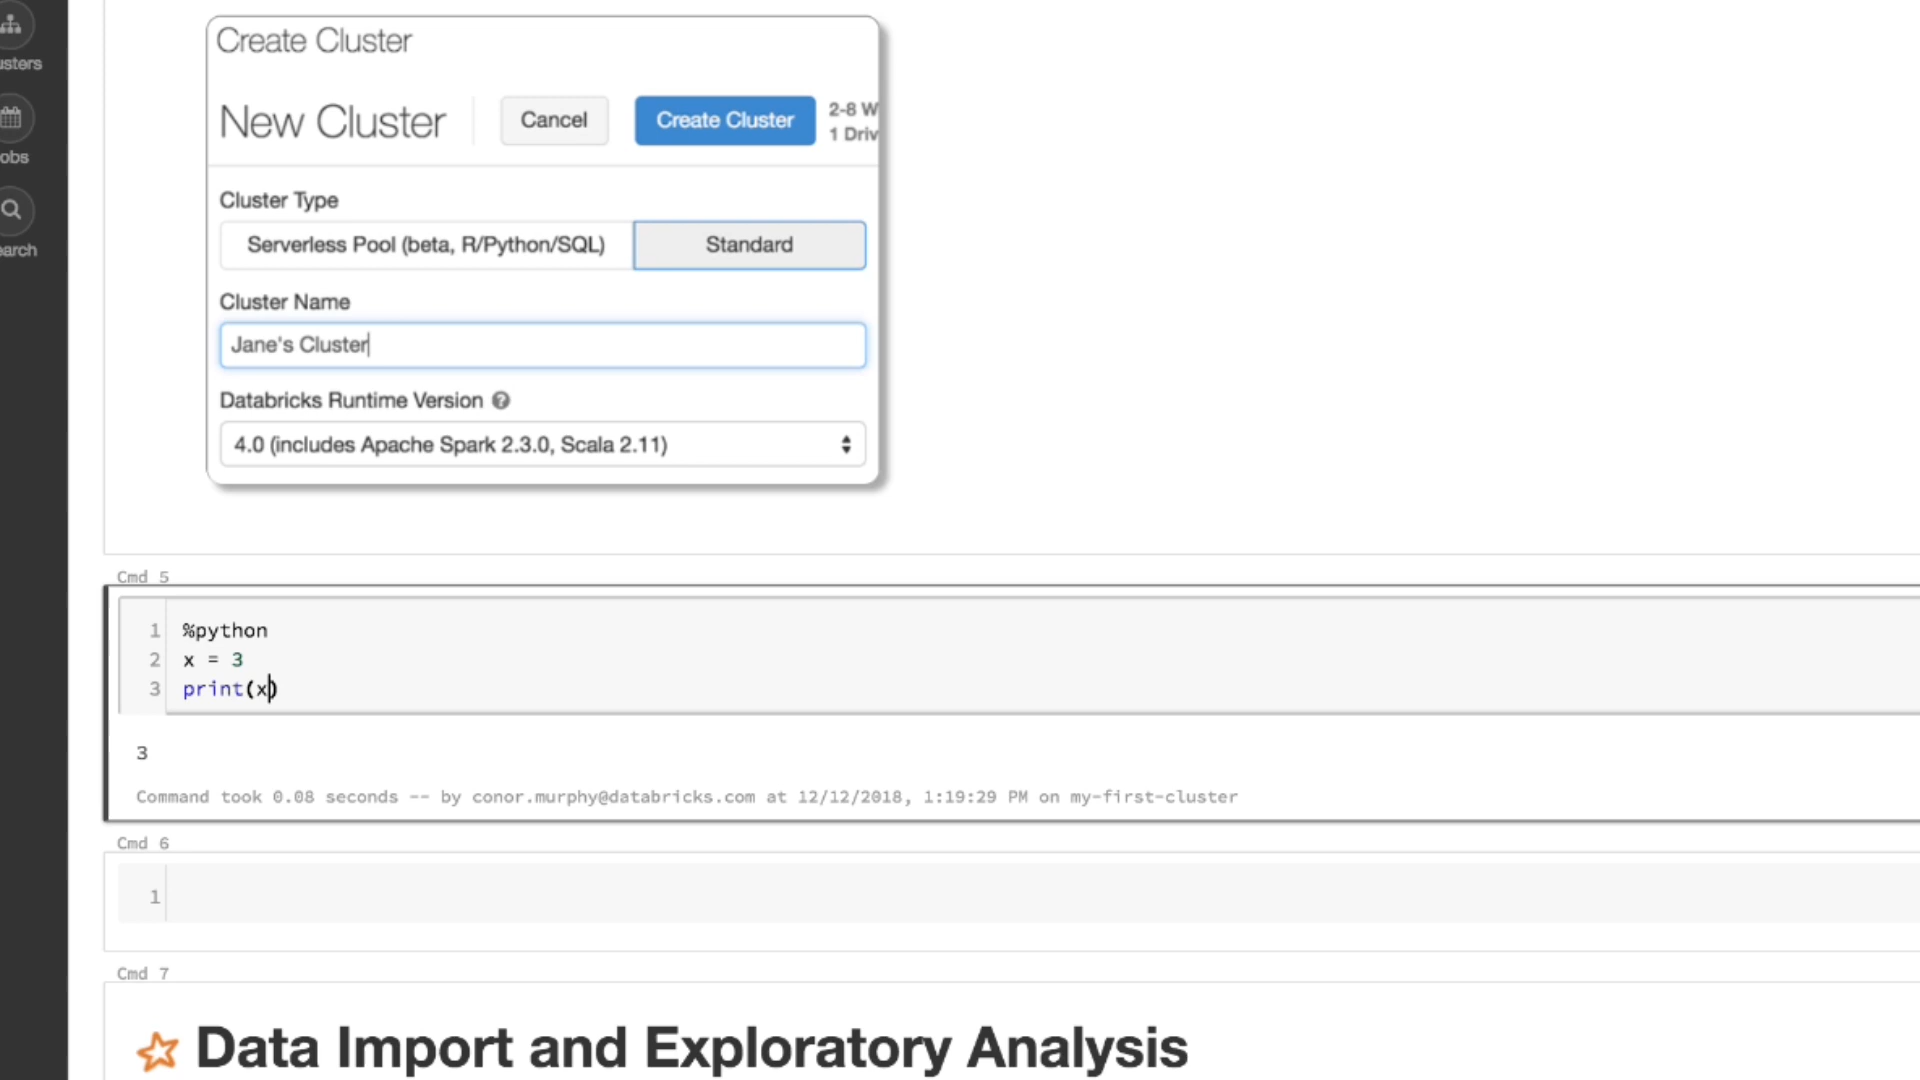 Create Cluster
New Cluster
Cancel
Create Cluster
2-8 W
1 Driv
Cluster Type
Serverless Pool (beta, R/Python/SQL)
Standard
Cluster Name
Jane's Cluster
Databricks Runtime Version ?
4.0 (includes Apache Spark 2.3.0, Scala 2.11)
usters
obs
earch
Cmd 5
1 %python
2 x = 3
3 print(x)
3
Command took 0.08 seconds -- by conor.murphy@databricks.com at 12/12/2018, 1:19:29 PM on my-first-cluster
Cmd 6
1
Cmd 7
Data Import and Exploratory Analysis